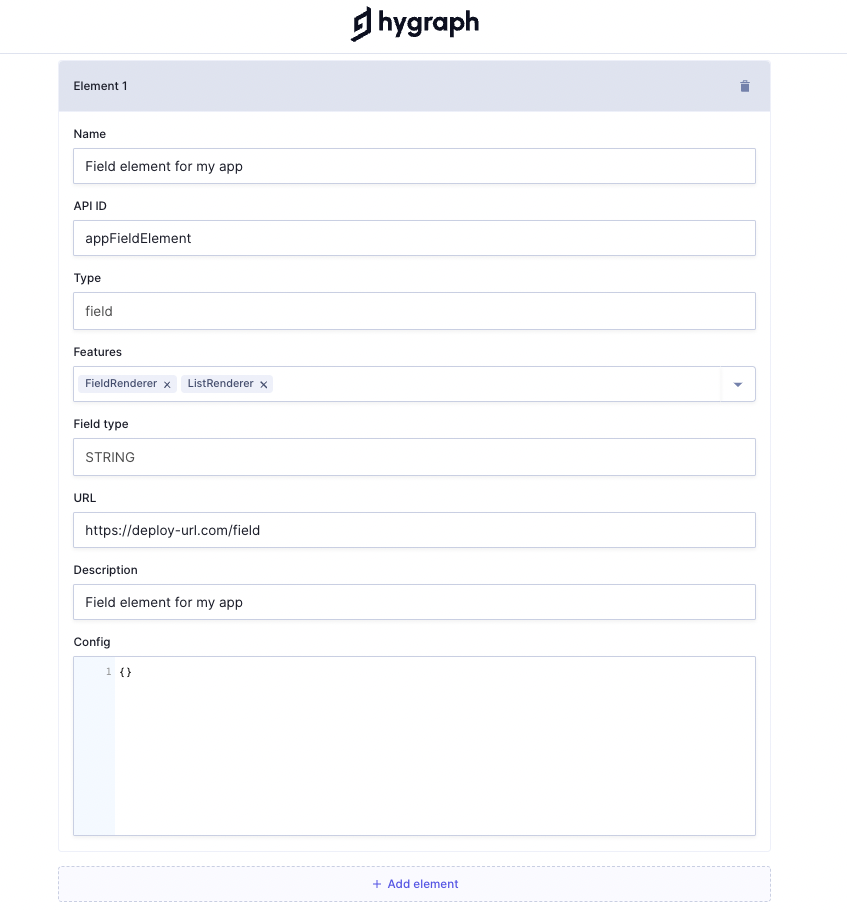 hygraph
Element 1
Name
Field element for my app
API ID
appFieldElement
Type
field
Features
FieldRenderer × ListRenderer ×
Field type
STRING
URL
https://deploy-url.com/field
Description
Field element for my app
Config
1 {}
+ Add element